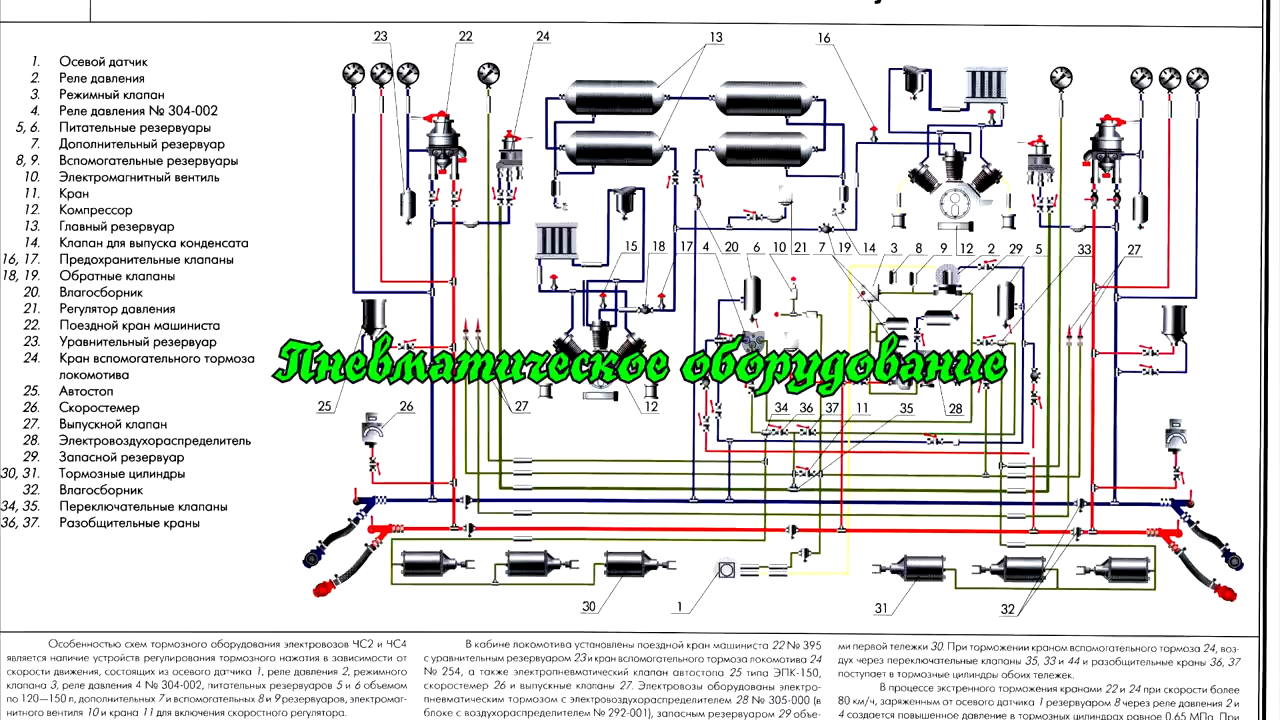 1. Осевой датчик
2. Реле давления
3. Режимный клапан
4. Реле давления № 304-002
5, 6. Питательные резервуары
7. Дополнительный резервуар
8, 9. Вспомогательные резервуары
10. Электромагнитный вентиль
11. Кран
12. Компрессор
13. Главный резервуар
14. Клапан для выпуска конденсата
16, 17. Предохранительные клапаны
18, 19. Обратные клапаны
20. Влагосборник
21. Регулятор давления
22. Поездной кран машиниста
23. Уравнительный резервуар
24. Кран вспомогательного тормоза
локомотива
25. Автостоп
26. Скоростемер
27. Выпускной клапан
28. Электровоздухораспределитель
29. Запасной резервуар
30, 31. Тормозные цилиндры
32. Влагосборник
34, 35. Переключательные клапаны
36, 37. Разобщительные краны
23 22 24 13 16
15 18 17 4 20 6 10 21 7 19 14 3 8 9 12 2 29 5 33 27
Пневматическое оборудование
25 26 27 12 28
34 36 37 11 35
30 1 31 32
Особенностью схем тормозного оборудования электровозов ЧС2 и ЧС4
является наличие устройств регулирования тормозного нажатия в зависимости от
скорости движения, состоящих из осевого датчика 1, реле давления 2, режимного
клапана 3, реле давления 4 № 304-002, питательных резервуаров 5 и 6 объемом
по 120—150 л, дополнительных 7 и вспомогательных 8 и 9 резервуаров, электромаг-
нитного вентиля 10 и крана 11 для включения скоростного регулятора.
В кабине локомотива установлены поездной кран машиниста 22 № 395
с уравнительным резервуаром 23 и кран вспомогательного тормоза локомотива 24
№ 254, а также электропневматический клапан автостопа 25 типа ЭПК-150,
скоростемер 26 и выпускные клапаны 27. Электровозы оборудованы электро-
пневматическим тормозом с электровоздухораспределителем 28 № 305-000 (в
блоке с воздухораспределителем № 292-001), запасным резервуаром 29 объе-
ми первой тележки 30. При торможении краном вспомогательного тормоза 24, воз-
дух через переключательные клапаны 35, 33 и 44 и разобщительные краны 36, 37
поступает в тормозные цилиндры обоих тележек.
В процессе экстренного торможения кранами 22 и 24 при скорости более
80 км/ч, заряженным от осевого датчика 1 резервуаром 8 через реле давления 2 и
4 создается повышенное давление в тормозных цилиндрах равное 0,65 МПа. При